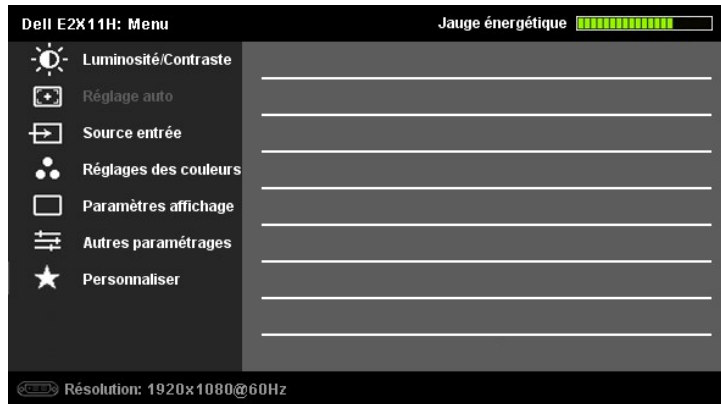 Dell E2X11H: Menu
Jauge énergétique
Luminosité/Contraste
Réglage auto
Source entrée
Réglages des couleurs
Paramètres affichage
Autres paramétrages
Personnaliser
Résolution: 1920x1080@60Hz